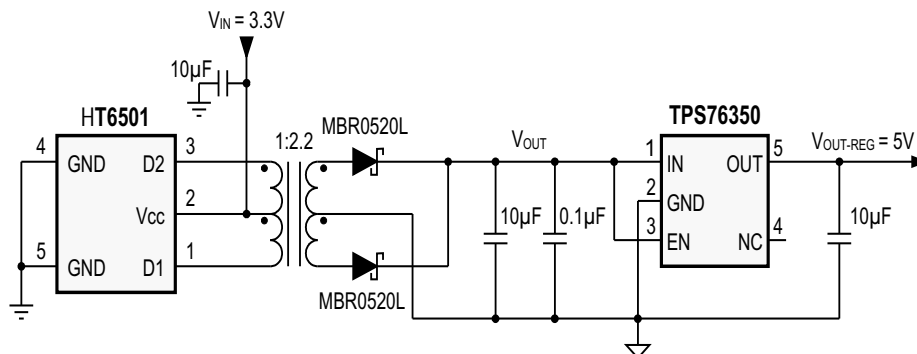 VIN = 3.3V
10µF
HT6501
4 GND D2 3
Vcc 2
5 GND D1 1
1:2.2
MBR0520L
MBR0520L
VOUT
10µF
0.1µF
TPS76350
1 IN OUT 5
2 GND
3 EN NC 4
VOUT-REG = 5V
10µF